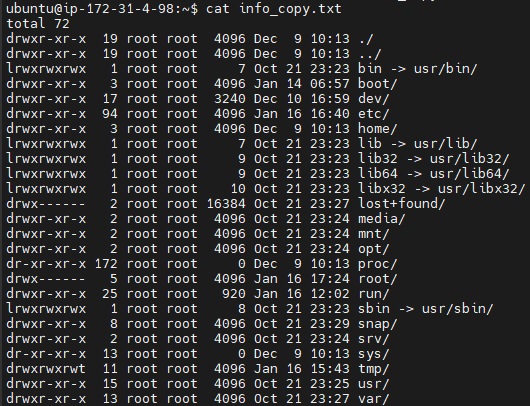 ubuntu@ip-172-31-4-98:~$ cat info_copy.txt
total 72
drwxr-xr-x  19 root root  4096 Dec  9 10:13 ./
drwxr-xr-x  19 root root  4096 Dec  9 10:13 ../
lrwxrwxrwx   1 root root     7 Oct 21 23:23 bin -> usr/bin/
drwxr-xr-x   3 root root  4096 Jan 14 06:57 boot/
drwxr-xr-x  17 root root  3240 Dec 10 16:59 dev/
drwxr-xr-x  94 root root  4096 Jan 16 16:40 etc/
drwxr-xr-x   3 root root  4096 Dec  9 10:13 home/
lrwxrwxrwx   1 root root     7 Oct 21 23:23 lib -> usr/lib/
lrwxrwxrwx   1 root root     9 Oct 21 23:23 lib32 -> usr/lib32/
lrwxrwxrwx   1 root root     9 Oct 21 23:23 lib64 -> usr/lib64/
lrwxrwxrwx   1 root root    10 Oct 21 23:23 libx32 -> usr/libx32/
drwx------   2 root root 16384 Oct 21 23:27 lost+found/
drwxr-xr-x   2 root root  4096 Oct 21 23:24 media/
drwxr-xr-x   2 root root  4096 Oct 21 23:24 mnt/
drwxr-xr-x   2 root root  4096 Oct 21 23:24 opt/
dr-xr-xr-x 172 root root     0 Dec  9 10:13 proc/
drwx------   5 root root  4096 Jan 16 17:24 root/
drwxr-xr-x  25 root root   920 Jan 16 12:02 run/
lrwxrwxrwx   1 root root     8 Oct 21 23:23 sbin -> usr/sbin/
drwxr-xr-x   8 root root  4096 Oct 21 23:29 snap/
drwxr-xr-x   2 root root  4096 Oct 21 23:24 srv/
dr-xr-xr-x  13 root root     0 Dec  9 10:13 sys/
drwxrwxrwt  11 root root  4096 Jan 16 15:43 tmp/
drwxr-xr-x  15 root root  4096 Oct 21 23:25 usr/
drwxr-xr-x  13 root root  4096 Oct 21 23:27 var/